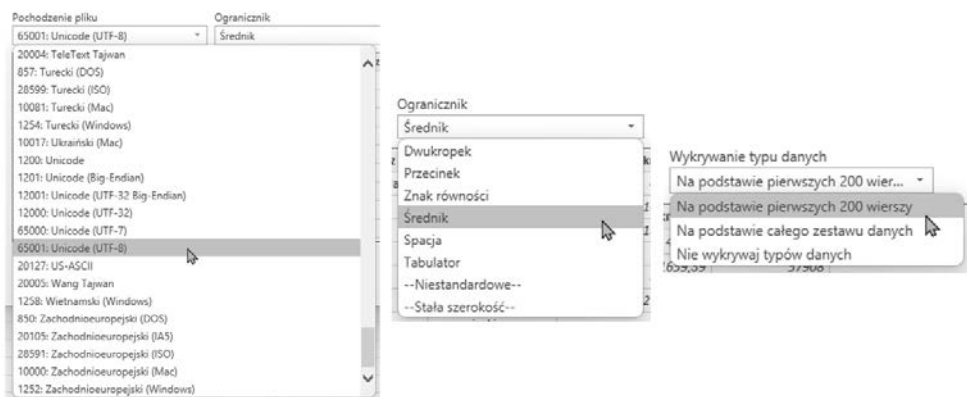 Pochodzenie pliku
Ogranicznik
65001: Unicode (UTF-8)
Średnik
20004: TeleText Tajwan
857: Turecki (DOS)
28599: Turecki (ISO)
10081: Turecki (Mac)
1254: Turecki (Windows)
10017: Ukraiński (Mac)
1200: Unicode
1201: Unicode (Big-Endian)
12001: Unicode (UTF-32 Big-Endian)
12000: Unicode (UTF-32)
65000: Unicode (UTF-7)
65001: Unicode (UTF-8)
20127: US-ASCII
20005: Wang Tajwan
1258: Wietnamski (Windows)
850: Zachodnioeuropejski (DOS)
20105: Zachodnioeuropejski (IA5)
28591: Zachodnioeuropejski (ISO)
10000: Zachodnioeuropejski (Mac)
1252: Zachodnioeuropejski (Windows)
Ogranicznik
Średnik
Dwukropek
Przecinek
Znak równości
Średnik
Spacja
Tabulator
--Niestandardowe--
--Stała szerokość--
Wykrywanie typu danych
Na podstawie pierwszych 200 wier...
Na podstawie pierwszych 200 wierszy
Na podstawie całego zestawu danych
Nie wykrywaj typów danych